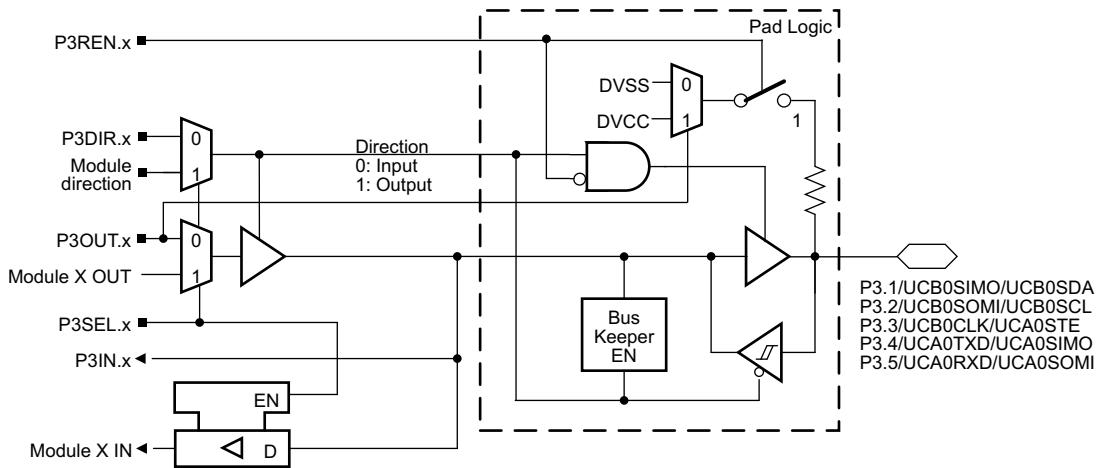 Pad Logic
P3REN.x
DVSS
0
DVCC
1
1
P3DIR.x
0
Module
direction
1
Direction
0: Input
1: Output
P3OUT.x
0
Module X OUT
1
P3SEL.x
P3IN.x
Bus
Keeper
EN
P3.1/UCB0SIMO/UCB0SDA
P3.2/UCB0SOMI/UCB0SCL
P3.3/UCB0CLK/UCA0STE
P3.4/UCA0TXD/UCA0SIMO
P3.5/UCA0RXD/UCA0SOMI
EN
Module X IN
D